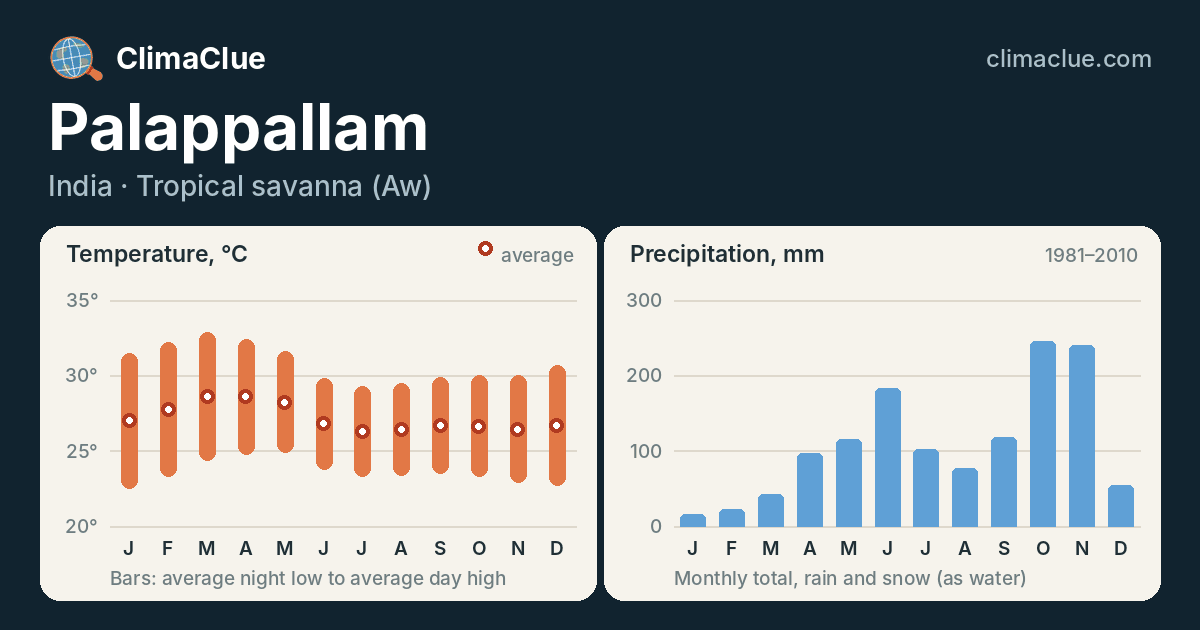 ClimaClue
climaclue.com
Palappallam
India · Tropical savanna (Aw)
Temperature, °C
average
35°
30°
25°
20°
J F M A M J J A S O N D
Bars: average night low to average day high
Precipitation, mm
1981–2010
300
200
100
0
J F M A M J J A S O N D
Monthly total, rain and snow (as water)